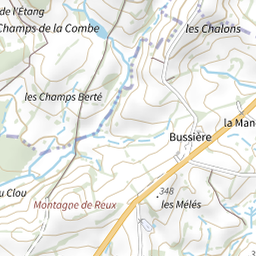 de l'Étang
Champs de la Combe
les Chalons
les Champs Berté
la Man
Bussière
u Clou
Montagne de Reux
348
les Mélés